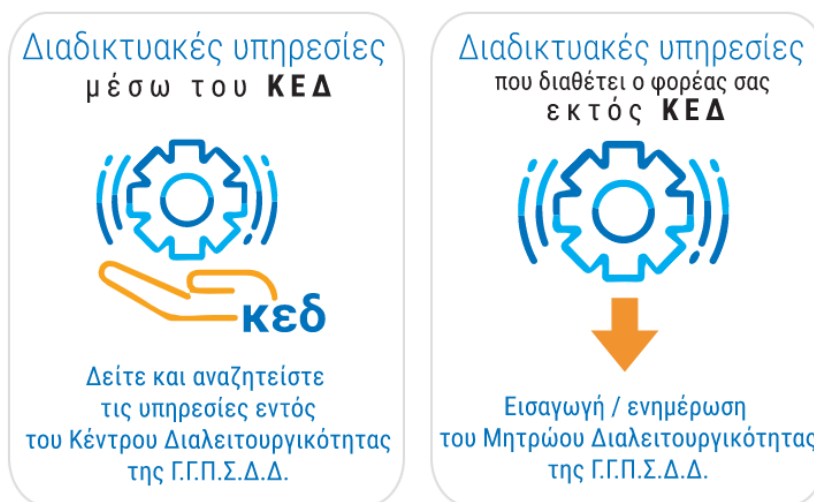 Διαδικτυακές υπηρεσίες
μέσω του ΚΕΔ
κεδ
Δείτε και αναζητείστε
τις υπηρεσίες εντός
του Κέντρου Διαλειτουργικότητας
της Γ.Γ.Π.Σ.Δ.Δ.
Διαδικτυακές υπηρεσίες
που διαθέτει ο φορέας σας
εκτός ΚΕΔ
Εισαγωγή / ενημέρωση
του Μητρώου Διαλειτουργικότητας
της Γ.Γ.Π.Σ.Δ.Δ.